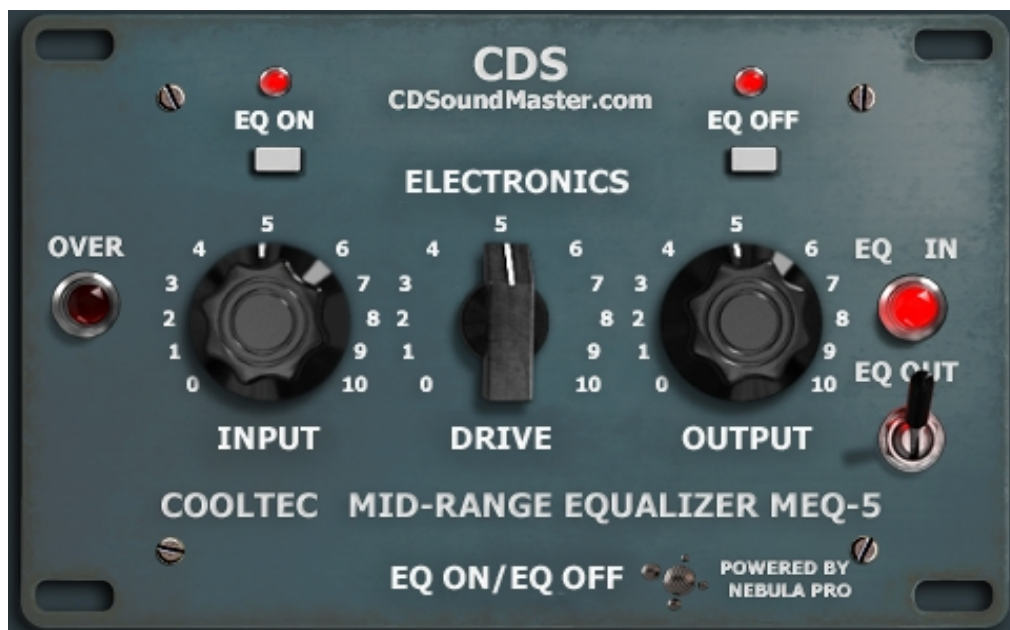 CDS
CDSoundMaster.com
EQ ON
EQ OFF
ELECTRONICS
OVER
0 1 2 3 4 5 6 7 8 9 10
0 1 2 3 4 5 6 7 8 9 10
0 1 2 3 4 5 6 7 8 9 10
EQ IN
EQ OUT
INPUT
DRIVE
OUTPUT
COOLTEC MID-RANGE EQUALIZER MEQ-5
EQ ON/EQ OFF
POWERED BY
NEBULA PRO